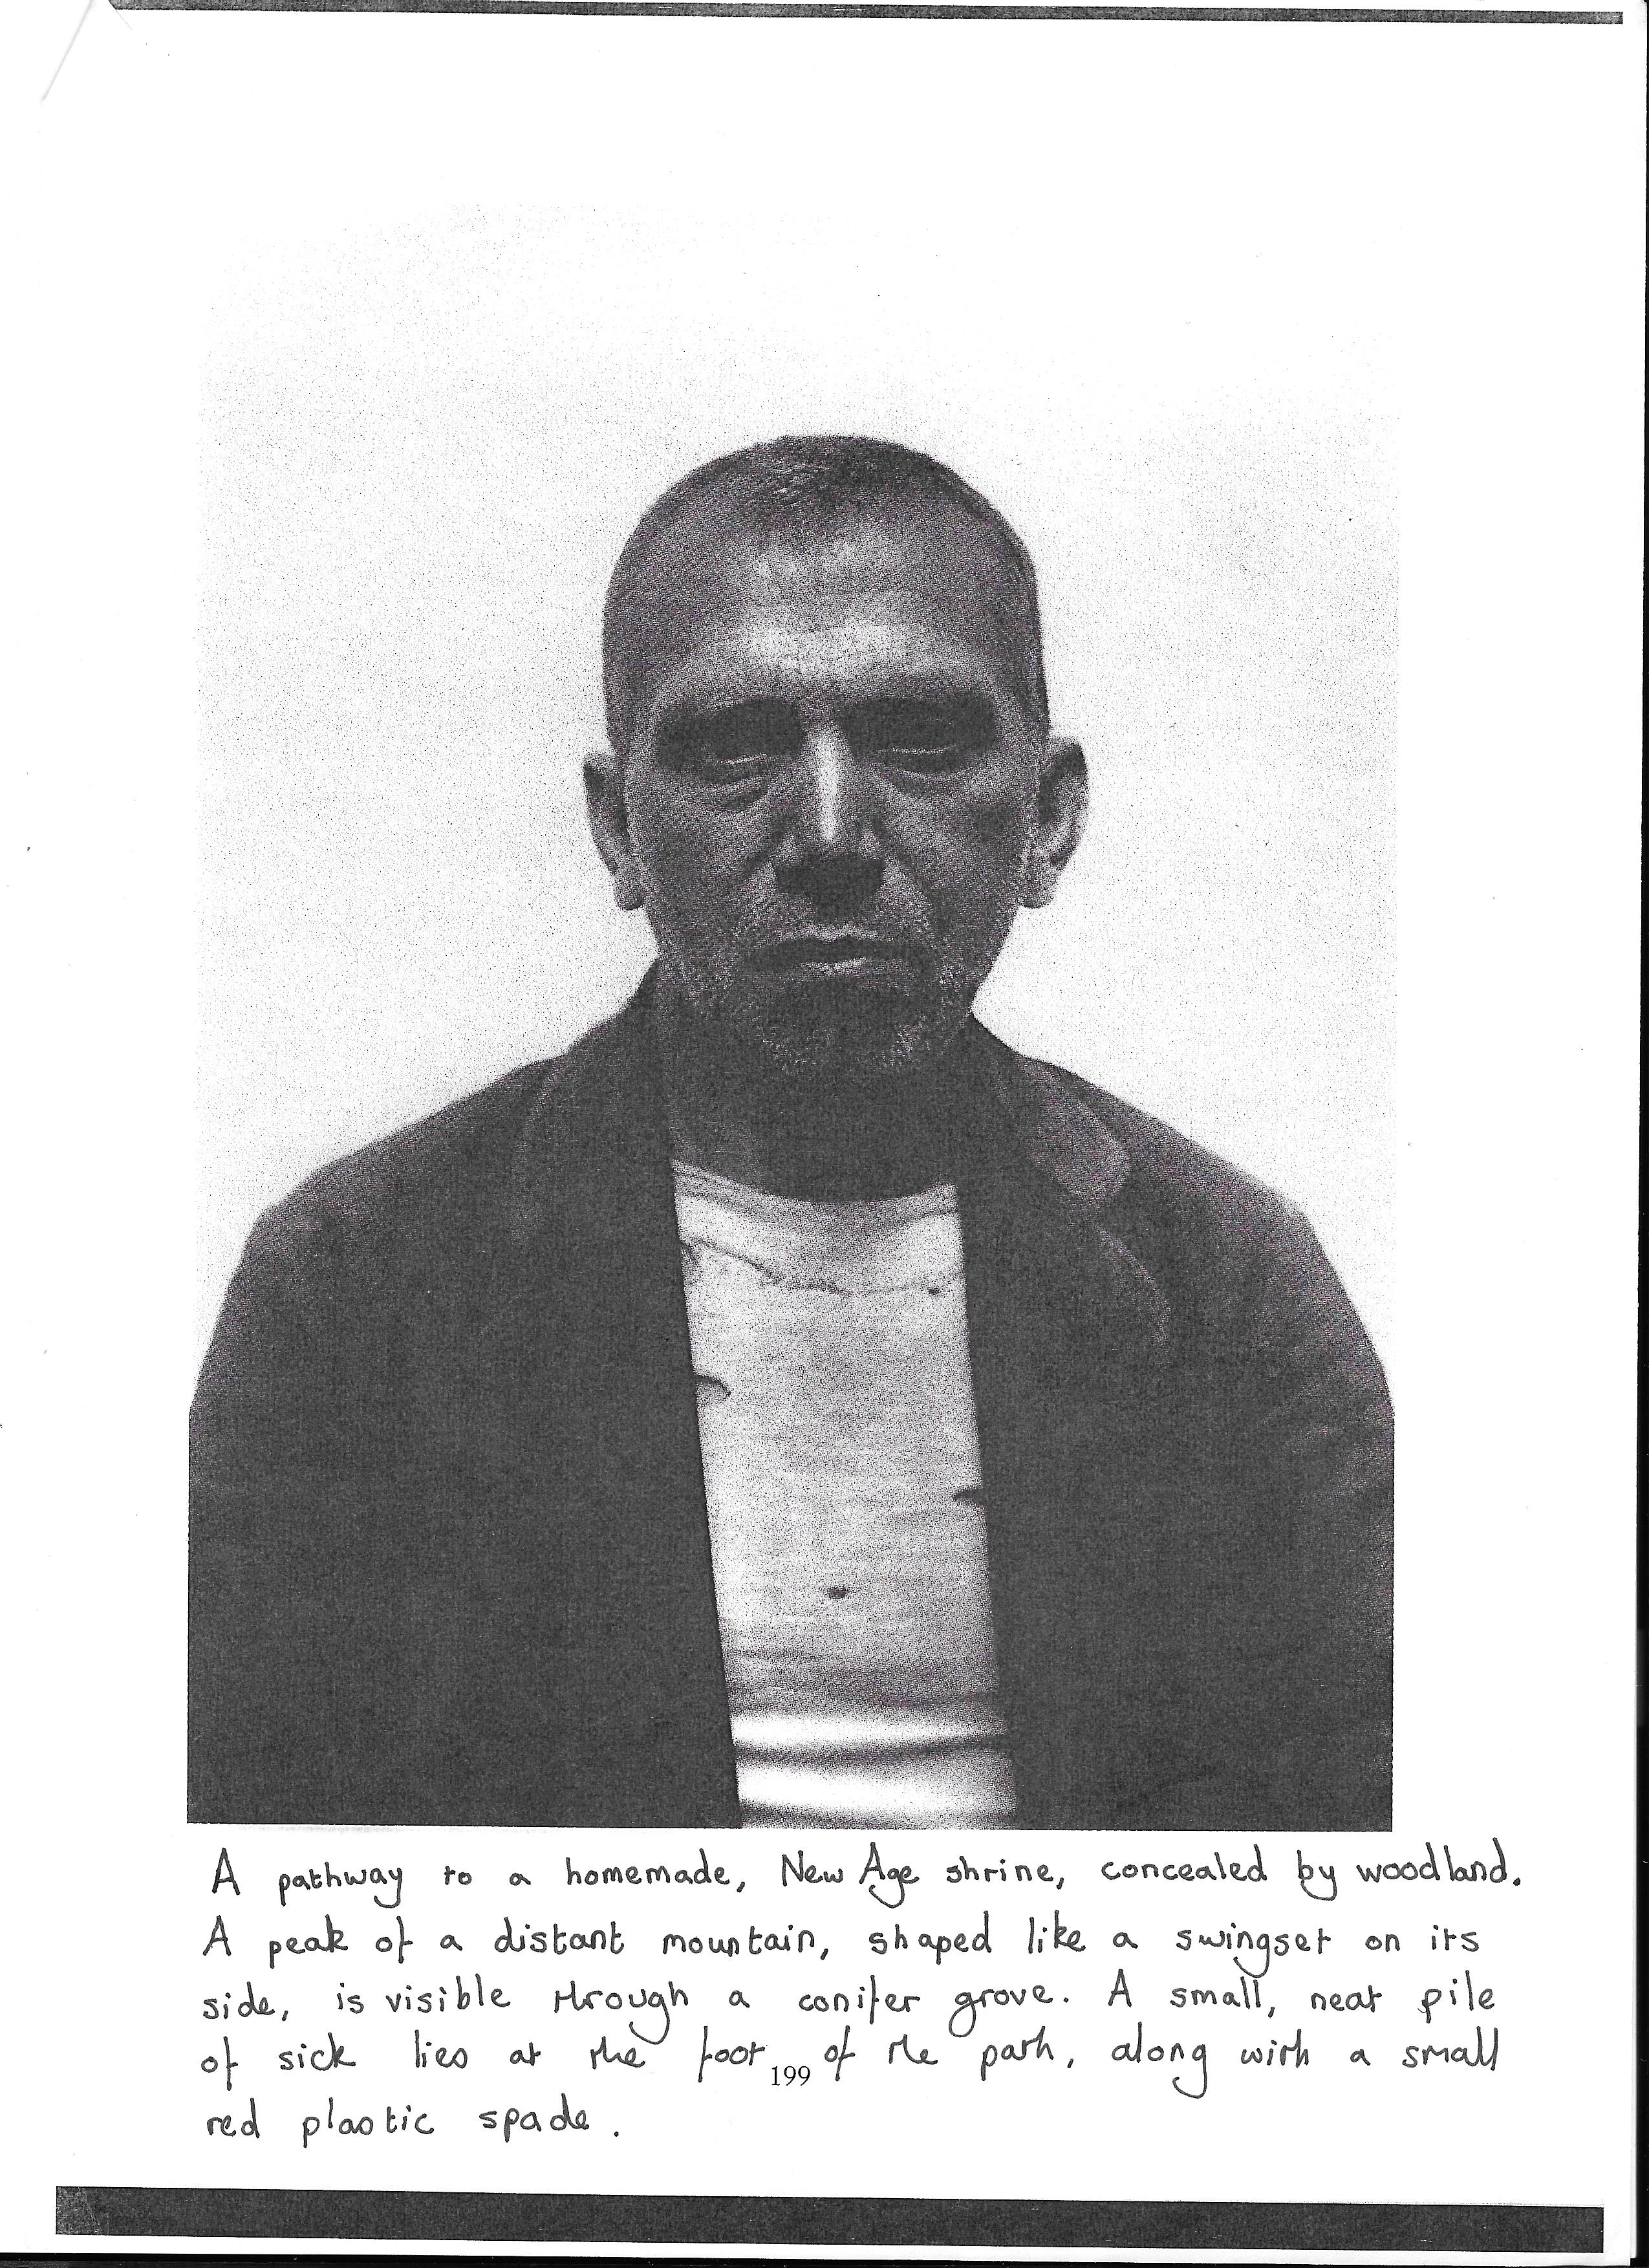 A pathway to a homemade, New Age shrine, concealed by woodland.
A peak of a distant mountain, shaped like a swingset on its
side, is visible through a conifer grove. A small, neat pile
of sick lies at the foot of the path, along with a small
199
red plastic spade.